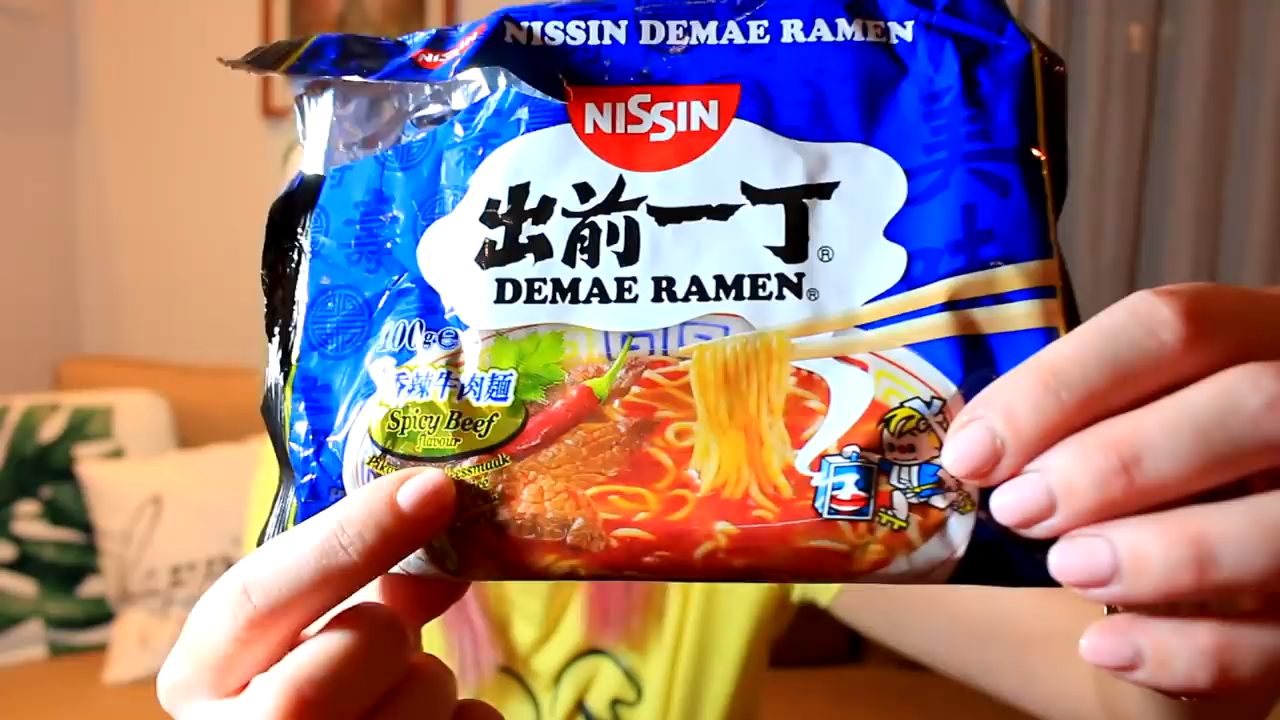 NISSIN DEMAE RAMEN
NISSIN
NISSIN
出前一丁®
DEMAE RAMEN®
100g e
香辣牛肉麵
Spicy Beef
flavour